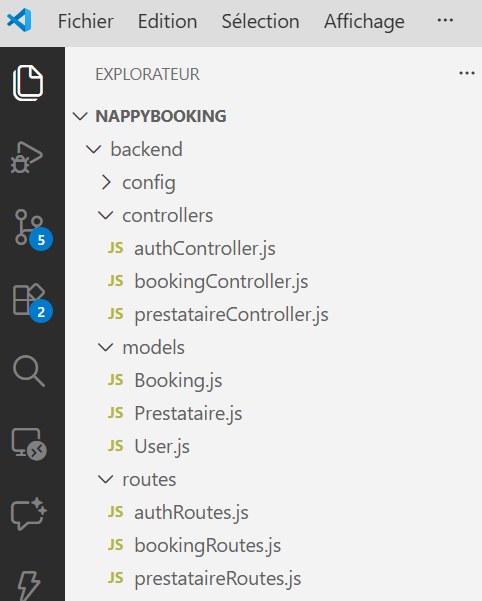 Fichier Edition Sélection Affichage ...
EXPLORATEUR ...
NAPPYBOOKING
backend
config
controllers
JS authController.js
JS bookingController.js
JS prestataireController.js
models
JS Booking.js
JS Prestataire.js
JS User.js
routes
JS authRoutes.js
JS bookingRoutes.js
JS prestataireRoutes.js
5
2